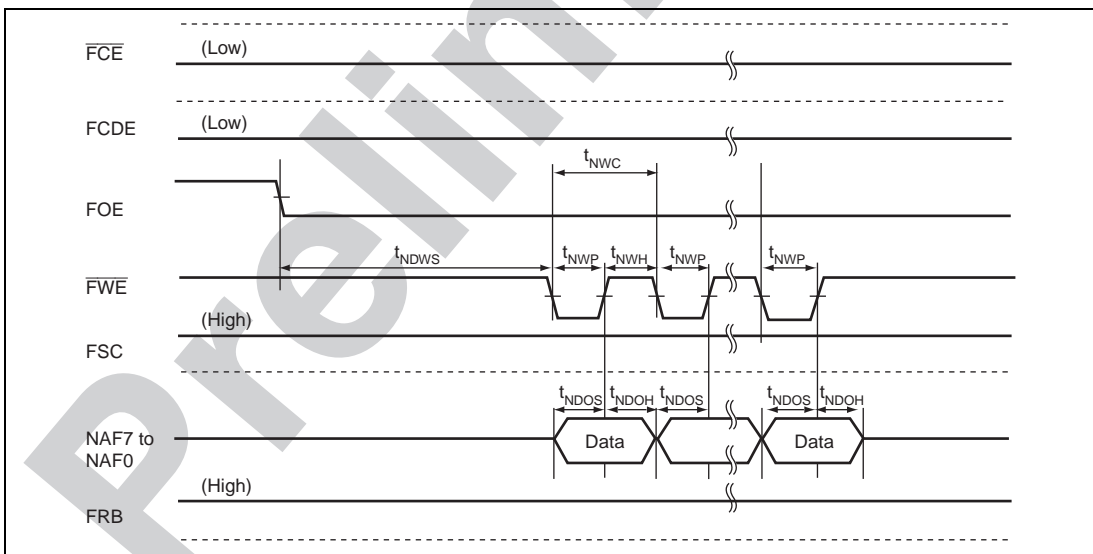 FCE (Low)
FCDE (Low)
tNWC
FOE
tNDWS tNWP tNWH tNWP tNWP
FWE
(High)
FSC
tNDOS tNDOH tNDOS tNDOS tNDOH
NAF7 to
NAF0
Data Data
(High)
FRB
Prelim